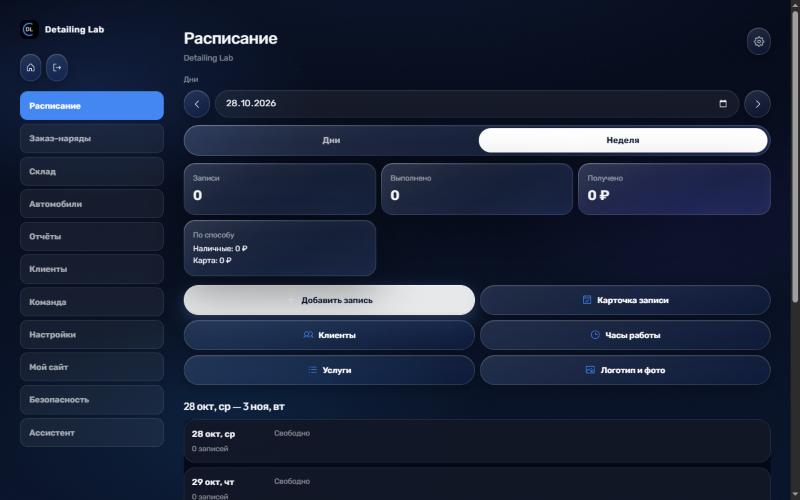 DL
Detailing Lab
Расписание
Заказ-наряды
Склад
Автомобили
Отчёты
Клиенты
Команда
Настройки
Мой сайт
Безопасность
Ассистент
Расписание
Detailing Lab
Дни
28.10.2026
Дни
Неделя
Записи
0
Выполнено
0
Получено
0 ₽
По способу
Наличные: 0 ₽
Карта: 0 ₽
Добавить запись
Карточка записи
Клиенты
Часы работы
Услуги
Логотип и фото
28 окт, ср — 3 ноя, вт
28 окт, ср
Свободно
0 записей
29 окт, чт
Свободно
0 записей